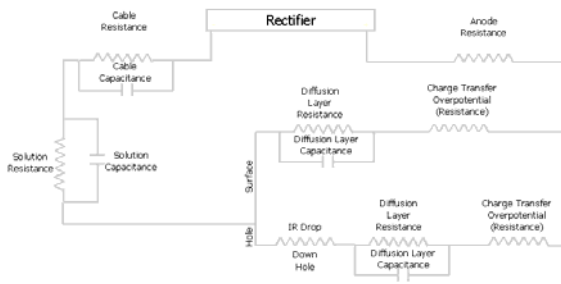 Cable
Resistance
Rectifier
Anode
Resistance
Cable
Capacitance
Diffusion
Layer
Resistance
Charge Transfer
Overpotential
(Resistance)
Diffusion Layer
Capacitance
Solution
Resistance
Solution
Capacitance
Surface
Hole
IR Drop
Down
Hole
Diffusion
Layer
Resistance
Diffusion Layer
Capacitance
Charge Transfer
Overpotential
(Resistance)